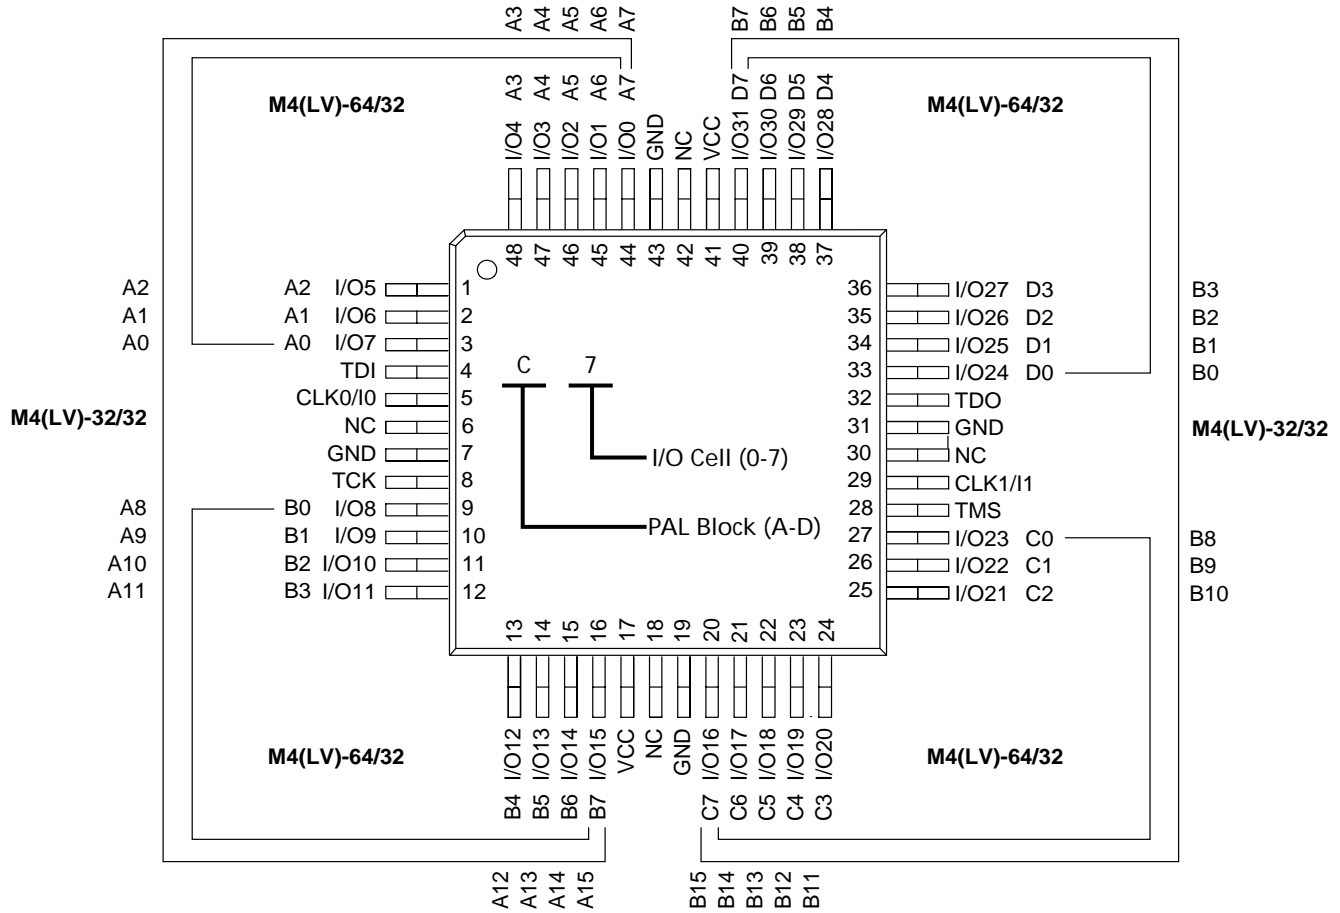 A3 A4 A5 A6 A7
B7 B6 B5 B4
M4(LV)-64/32
M4(LV)-64/32
A3 A4 A5 A6 A7
D7 D6 D5 D4
I/O4 I/O3 I/O2 I/O1 I/O0 GND NC VCC I/O31 I/O30 I/O29 I/O28
48 47 46 45 44 43 42 41 40 39 38 37
A2 A2 I/O5 1
A1 A1 I/O6 2
A0 A0 I/O7 3
TDI 4
CLK0/I0 5
NC 6
GND 7
TCK 8
A8 B0 I/O8 9
A9 B1 I/O9 10
A10 B2 I/O10 11
A11 B3 I/O11 12
M4(LV)-32/32
C 7
I/O Cell (0-7)
PAL Block (A-D)
36 I/O27 D3 B3
35 I/O26 D2 B2
34 I/O25 D1 B1
33 I/O24 D0 B0
32 TDO
31 GND
30 NC
29 CLK1/I1
28 TMS
27 I/O23 C0 B8
26 I/O22 C1 B9
25 I/O21 C2 B10
M4(LV)-32/32
13 14 15 16 17 18 19 20 21 22 23 24
I/O12 I/O13 I/O14 I/O15 VCC NC GND I/O16 I/O17 I/O18 I/O19 I/O20
M4(LV)-64/32
M4(LV)-64/32
B4 B5 B6 B7
C7 C6 C5 C4 C3
A12 A13 A14 A15
B15 B14 B13 B12 B11